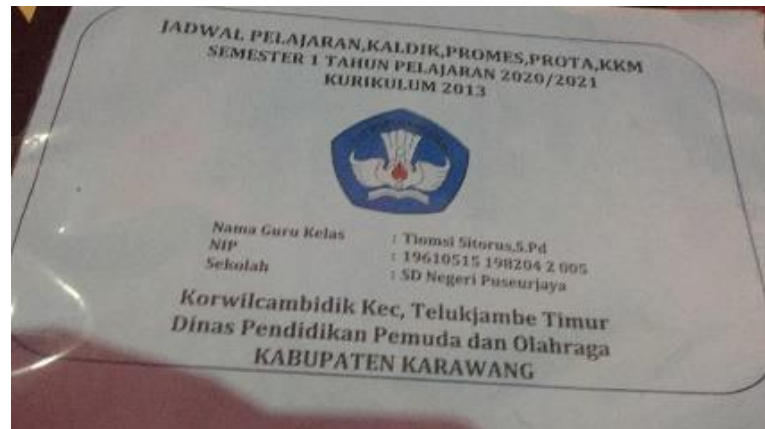 JADWAL PELAJARAN,KALDIK,PROMES,PROTA,KKM
SEMESTER 1 TAHUN PELAJARAN 2020/2021
KURIKULUM 2013
Nama Guru Kelas : Tiomsi Sitorus,S.Pd
NIP : 19610515 198204 2 005
Sekolah : SD Negeri Puseurjaya
Korwilcambidik Kec, Telukjambe Timur
Dinas Pendidikan Pemuda dan Olahraga
KABUPATEN KARAWANG